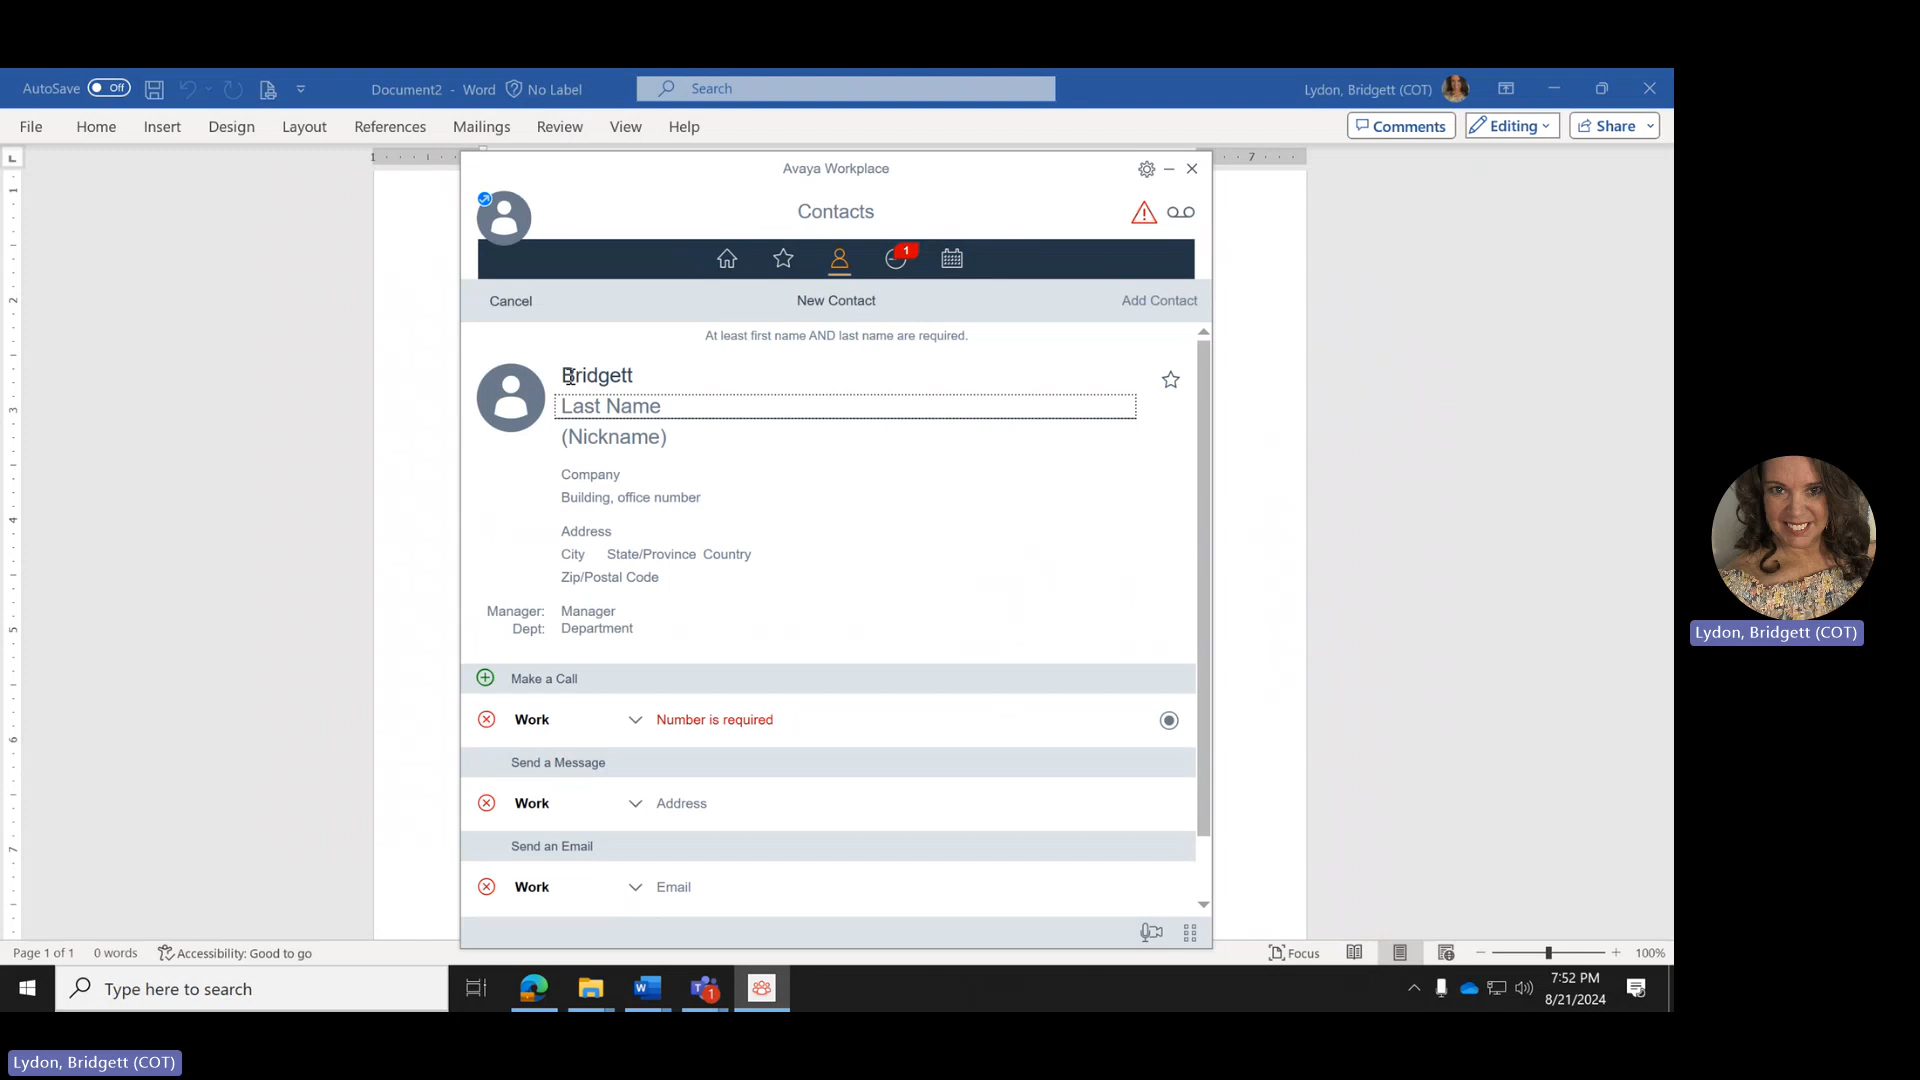 AutoSave Off Document2 - Word No Label Search Lydon, Bridgett (COT)
File Home Insert Design Layout References Mailings Review View Help Comments Editing Share
Avaya Workplace
Contacts
1
Cancel New Contact Add Contact
At least first name AND last name are required.
Bridgett
Last Name
(Nickname)
Company
Building, office number
Address
City State/Province Country
Zip/Postal Code
Manager: Manager
Dept: Department
Make a Call
Work Number is required
Send a Message
Work Address
Send an Email
Work Email
Page 1 of 1 0 words Accessibility: Good to go Focus 100%
Type here to search 1 7:52 PM
8/21/2024
Lydon, Bridgett (COT)
Lydon, Bridgett (COT)